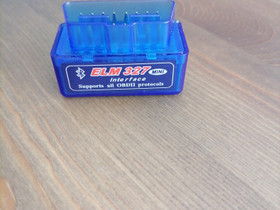 ELM 327 MINI
Interface
Supports all OBDII protocols